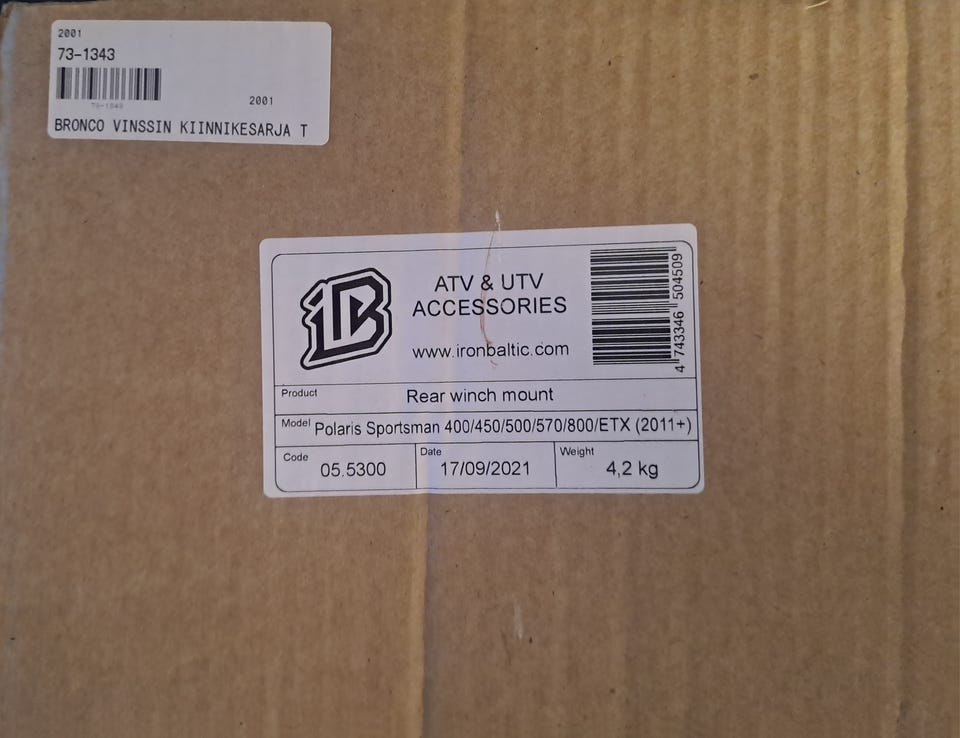 2001
73-1343
73-1343
2001
BRONCO VINSSIN KIINNIKESARJA T
iB
ATV & UTV
ACCESSORIES
www.ironbaltic.com
4 743346 504509
Product Rear winch mount
Model Polaris Sportsman 400/450/500/570/800/ETX (2011+)
Code 05.5300 Date 17/09/2021 Weight 4,2 kg